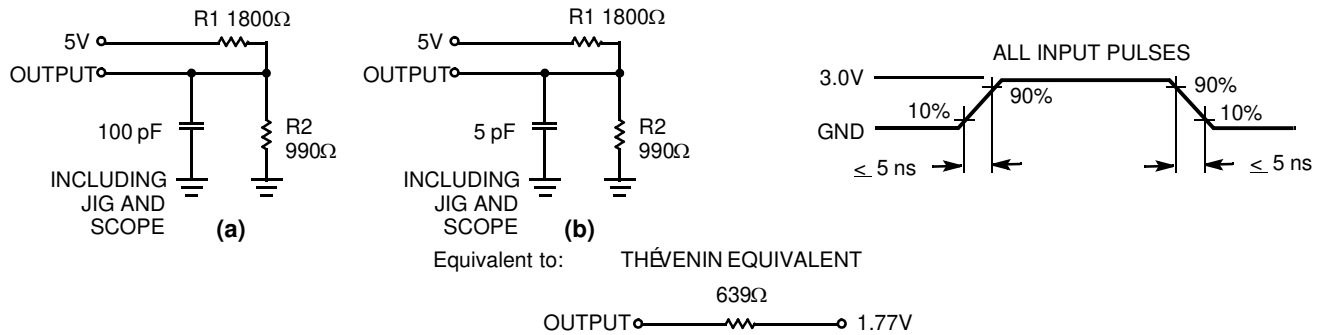 R1 1800Ω
5V
OUTPUT
100 pF
R2
990Ω
INCLUDING
JIG AND
SCOPE
(a)
R1 1800Ω
5V
OUTPUT
5 pF
R2
990Ω
INCLUDING
JIG AND
SCOPE
(b)
ALL INPUT PULSES
3.0V
90%
90%
10%
10%
GND
≤ 5 ns
≤ 5 ns
Equivalent to: THÉVENIN EQUIVALENT
639Ω
OUTPUT 1.77V